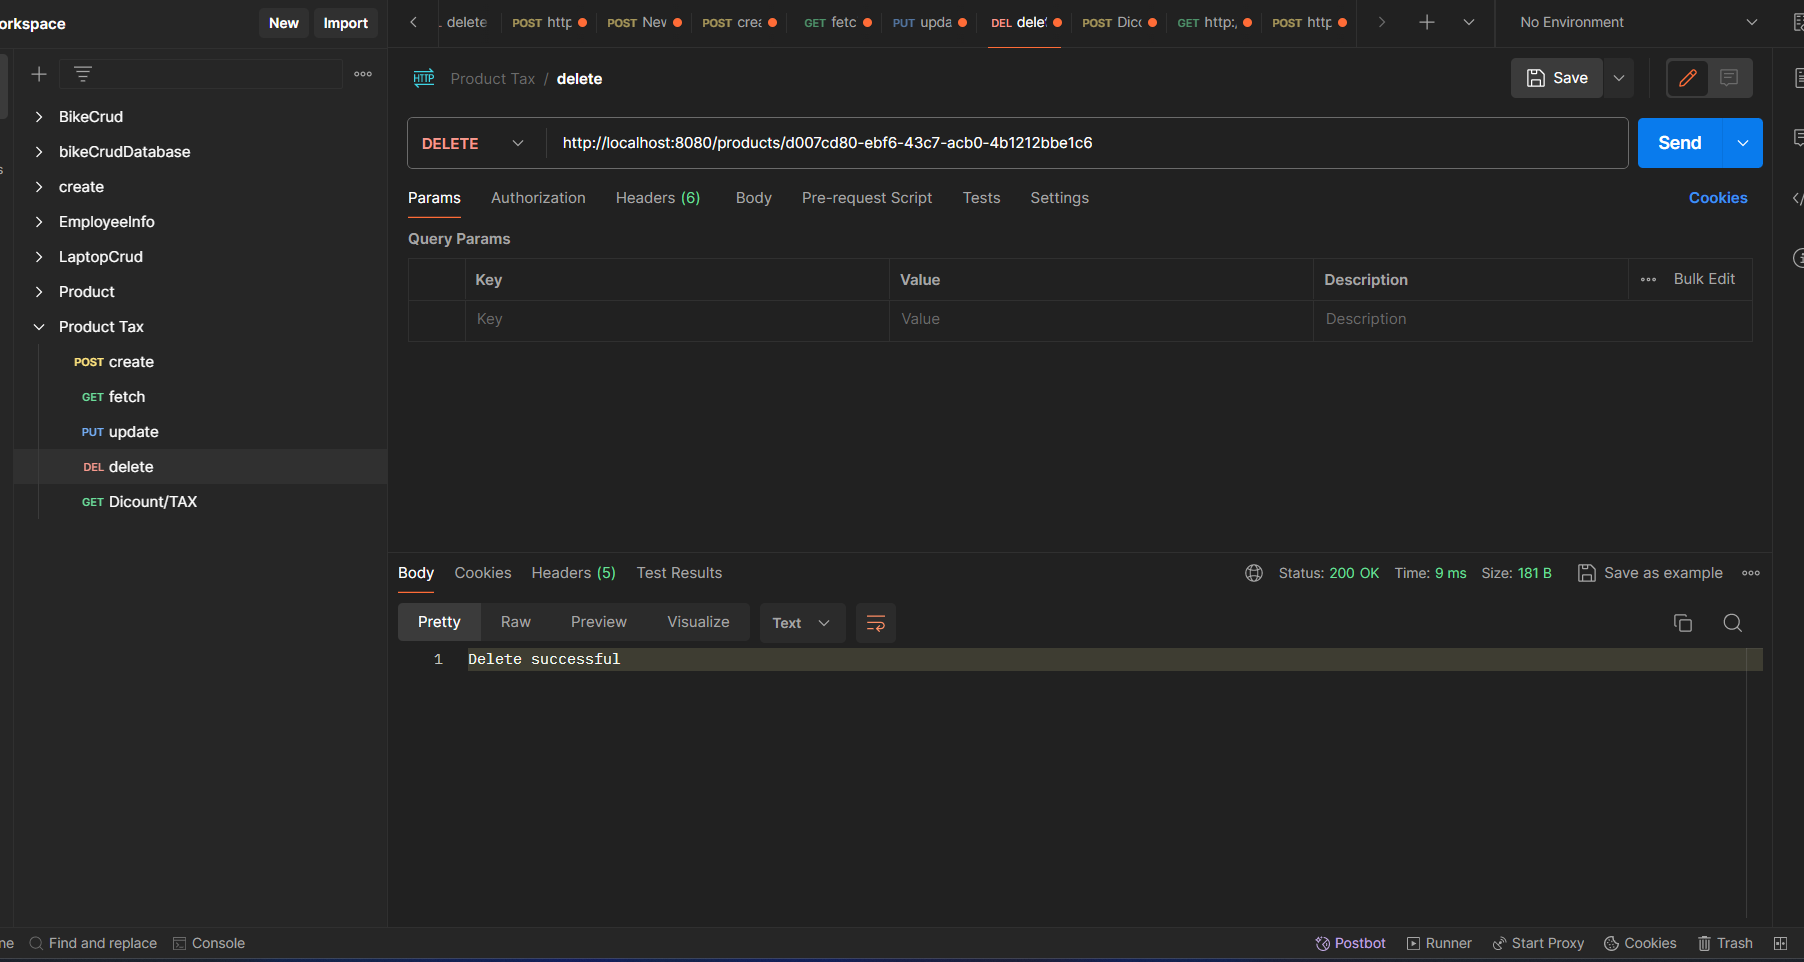 orkspace
New
Import
delete
POST http
POST Nev
POST crea
GET fetc
PUT upda
DEL dele
POST Dicc
GET http:/
POST http
No Environment
HTTP
Product Tax / delete
Save
BikeCrud
bikeCrudDatabase
create
EmployeeInfo
LaptopCrud
Product
Product Tax
POST create
GET fetch
PUT update
DEL delete
GET Dicount/TAX
DELETE
http://localhost:8080/products/d007cd80-ebf6-43c7-acb0-4b1212bbe1c6
Send
Params
Authorization
Headers (6)
Body
Pre-request Script
Tests
Settings
Cookies
Query Params
Key
Value
Description
Bulk Edit
Key
Value
Description
Body
Cookies
Headers (5)
Test Results
Status: 200 OK
Time: 9 ms
Size: 181 B
Save as example
Pretty
Raw
Preview
Visualize
Text
1
Delete successful
ne
Find and replace
Console
Postbot
Runner
Start Proxy
Cookies
Trash